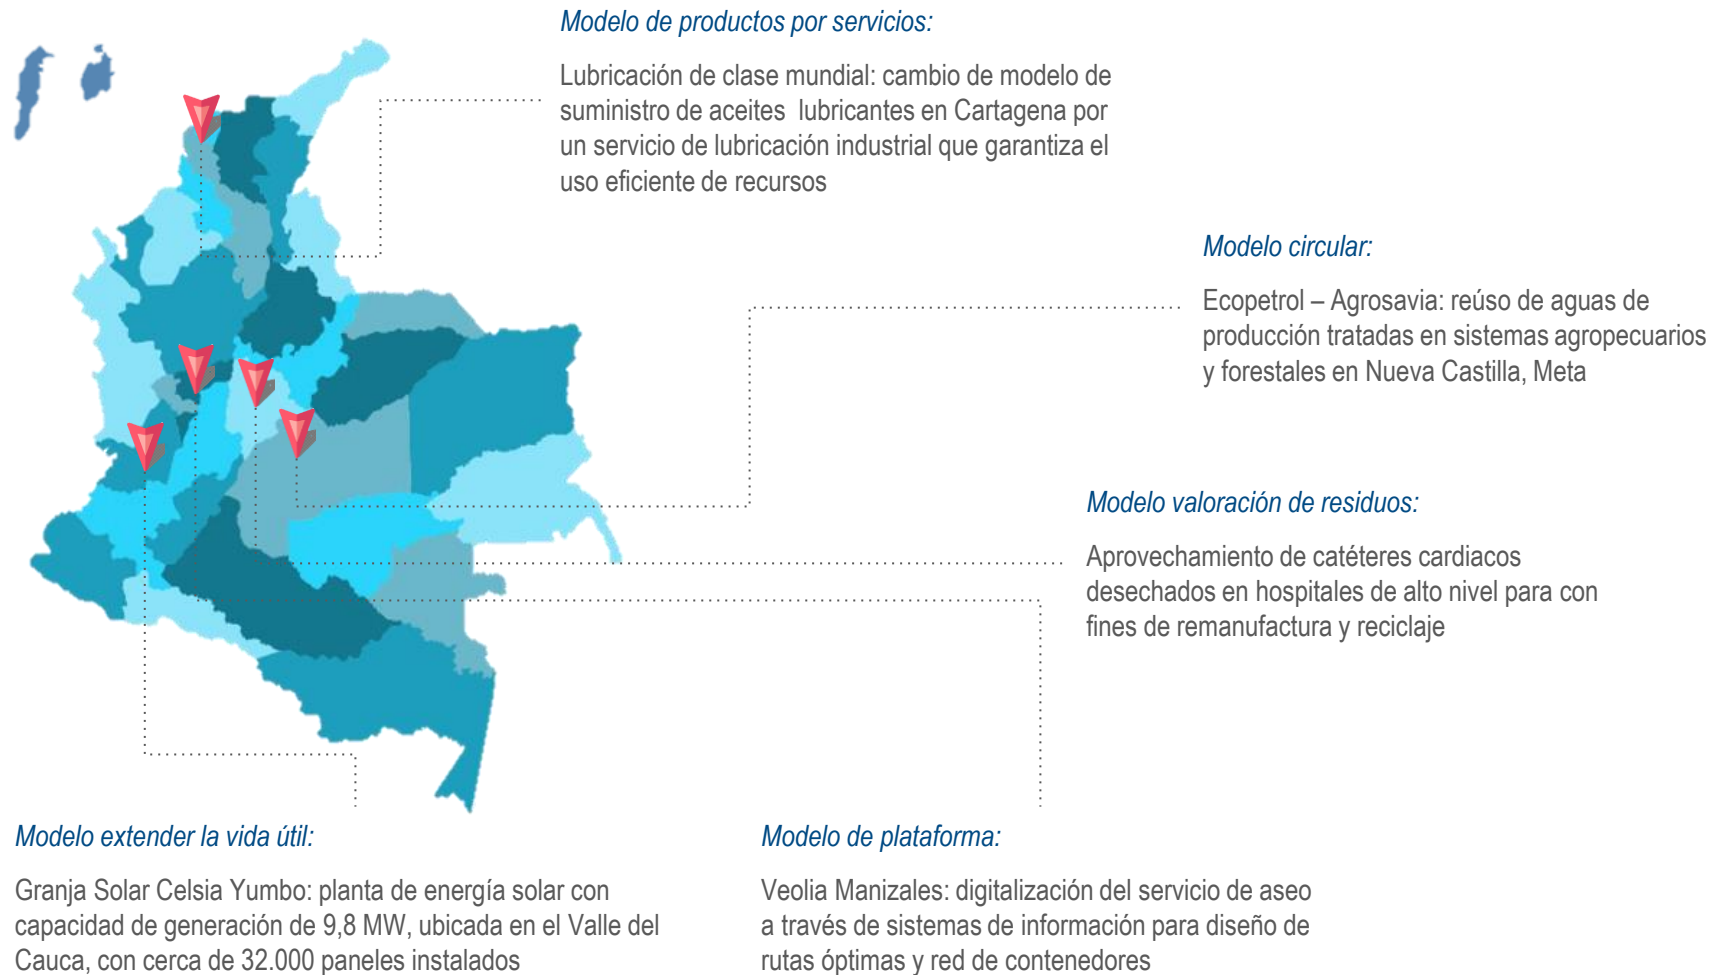 Modelo de productos por servicios:
Lubricación de clase mundial: cambio de modelo de
suministro de aceites  lubricantes en Cartagena por
un servicio de lubricación industrial que garantiza el
uso eficiente de recursos
Modelo circular:
Ecopetrol – Agrosavia: reúso de aguas de
producción tratadas en sistemas agropecuarios
y forestales en Nueva Castilla, Meta
Modelo valoración de residuos:
Aprovechamiento de catéteres cardiacos
desechados en hospitales de alto nivel para con
fines de remanufactura y reciclaje
Modelo extender la vida útil:
Granja Solar Celsia Yumbo: planta de energía solar con
capacidad de generación de 9,8 MW, ubicada en el Valle del
Cauca, con cerca de 32.000 paneles instalados
Modelo de plataforma:
Veolia Manizales: digitalización del servicio de aseo
a través de sistemas de información para diseño de
rutas óptimas y red de contenedores